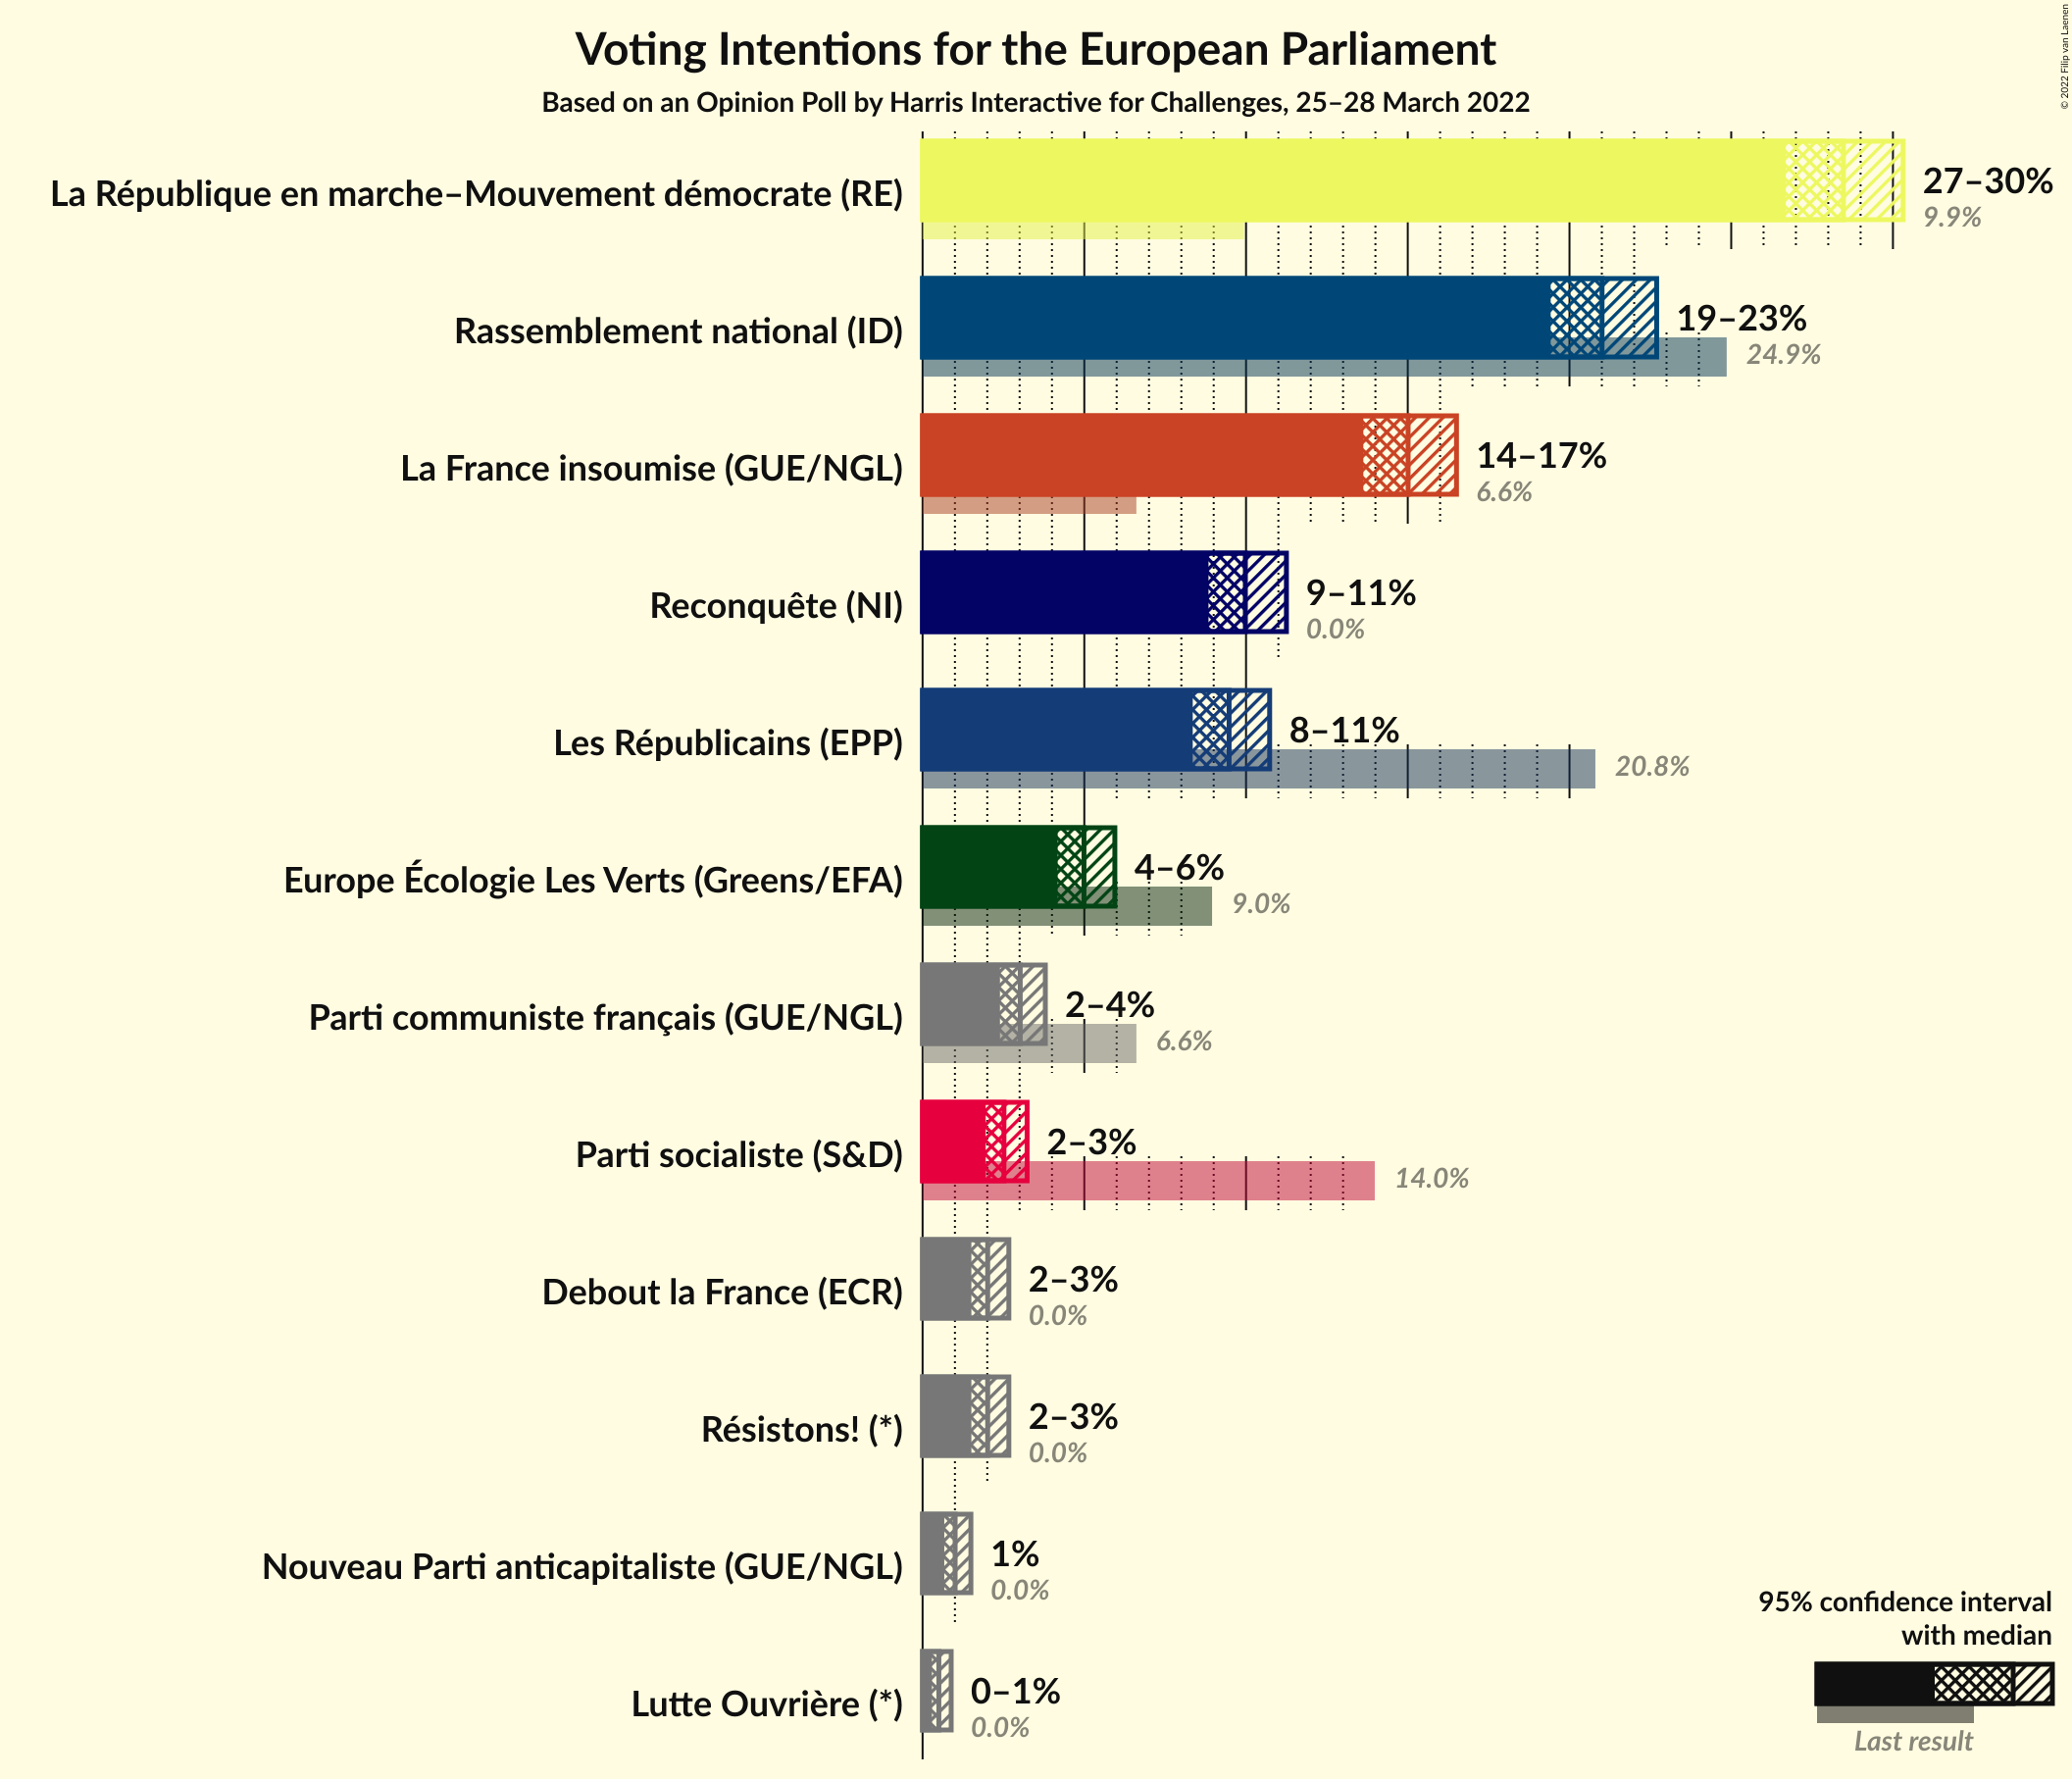 Voting Intentions for the European Parliament
Based on an Opinion Poll by Harris Interactive for Challenges, 25–28 March 2022
© 2022 Filip van Laenen
La République en marche–Mouvement démocrate (RE)
27–30%
9.9%
Rassemblement national (ID)
19–23%
24.9%
La France insoumise (GUE/NGL)
14–17%
6.6%
Reconquête (NI)
9–11%
0.0%
Les Républicains (EPP)
8–11%
20.8%
Europe Écologie Les Verts (Greens/EFA)
4–6%
9.0%
Parti communiste français (GUE/NGL)
2–4%
6.6%
Parti socialiste (S&D)
2–3%
14.0%
Debout la France (ECR)
2–3%
0.0%
Résistons! (*)
2–3%
0.0%
Nouveau Parti anticapitaliste (GUE/NGL)
1%
0.0%
Lutte Ouvrière (*)
0–1%
0.0%
95% confidence interval
with median
Last result